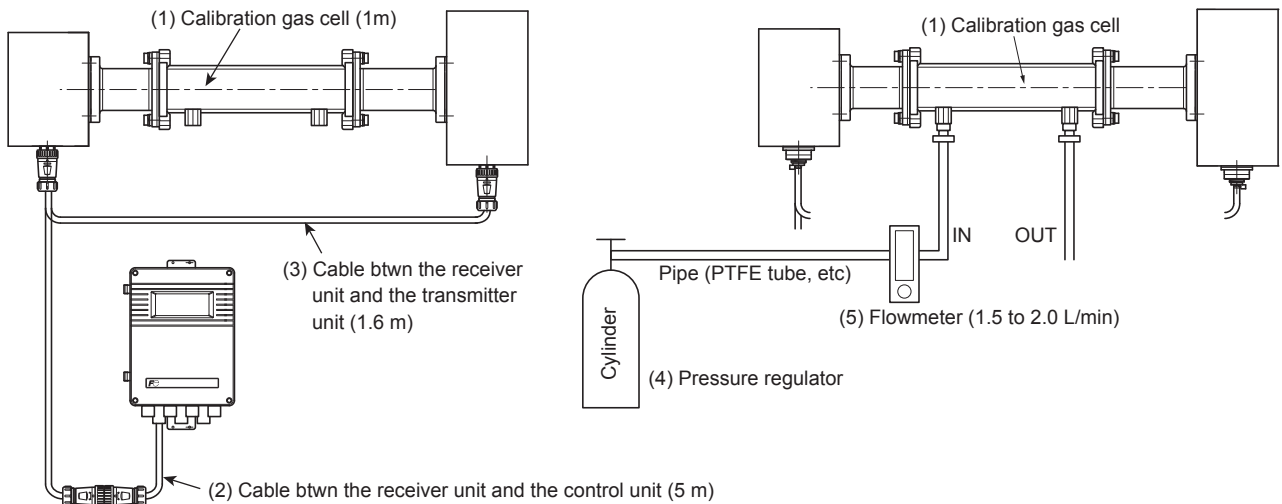 (1) Calibration gas cell (1m)
(3) Cable btwn the receiver
unit and the transmitter
unit (1.6 m)
(2) Cable btwn the receiver unit and the control unit (5 m)
(1) Calibration gas cell
IN
OUT
Pipe (PTFE tube, etc)
(5) Flowmeter (1.5 to 2.0 L/min)
Cylinder
(4) Pressure regulator